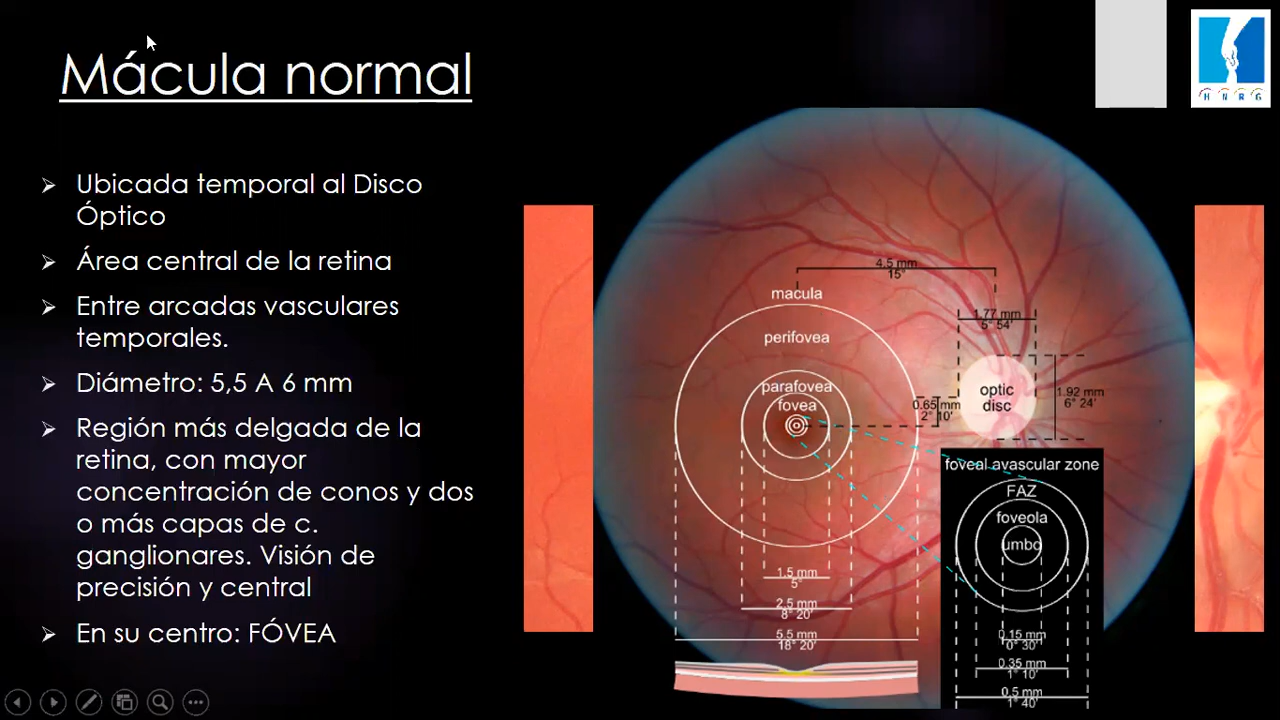 Mácula normal
H N R G
Ubicada temporal al Disco
Óptico
Área central de la retina
Entre arcadas vasculares
temporales.
Diámetro: 5,5 A 6 mm
Región más delgada de la
retina, con mayor
concentración de conos y dos
o más capas de c.
ganglionares. Visión de
precisión y central
En su centro: FÓVEA
4.5 mm
15°
macula
perifovea
parafovea
fovea
1.77 mm
5° 54'
optic
disc
1.92 mm
6° 24'
0.65 mm
2° 10'
1.5 mm
5°
2.5 mm
8° 20'
5.5 mm
18° 20'
foveal avascular zone
FAZ
foveola
umbo
0.15 mm
0° 30'
0.35 mm
1° 10'
0.5 mm
1° 40'